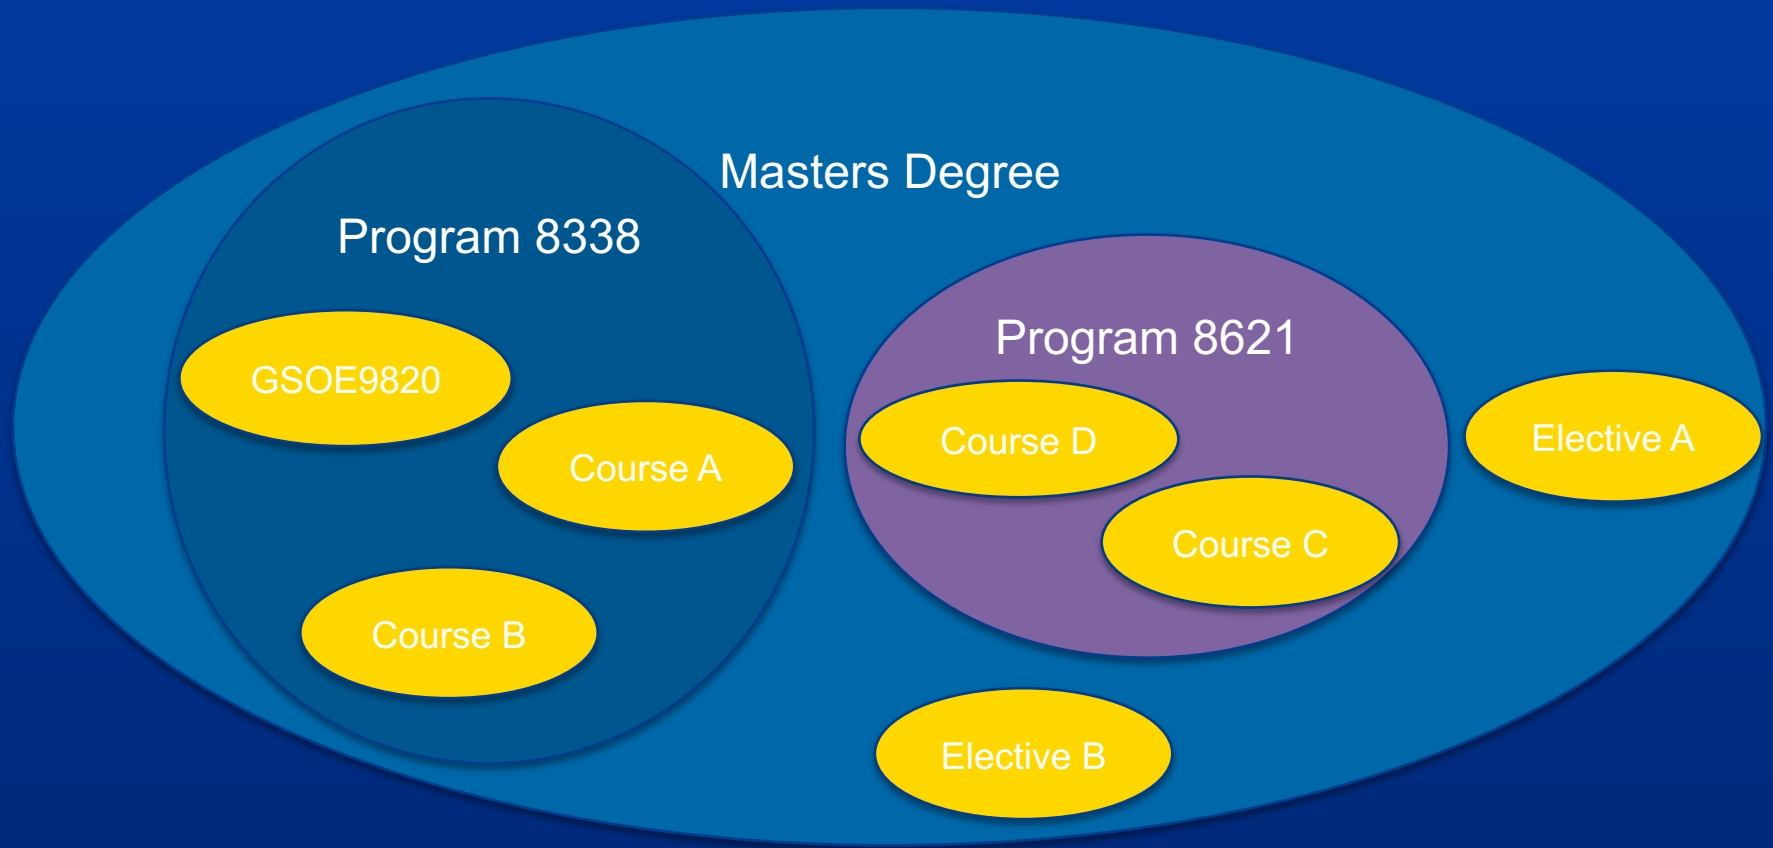 Masters Degree
Program 8338
GSOE9820
Course A
Course B
Program 8621
Course D
Course C
Elective A
Elective B